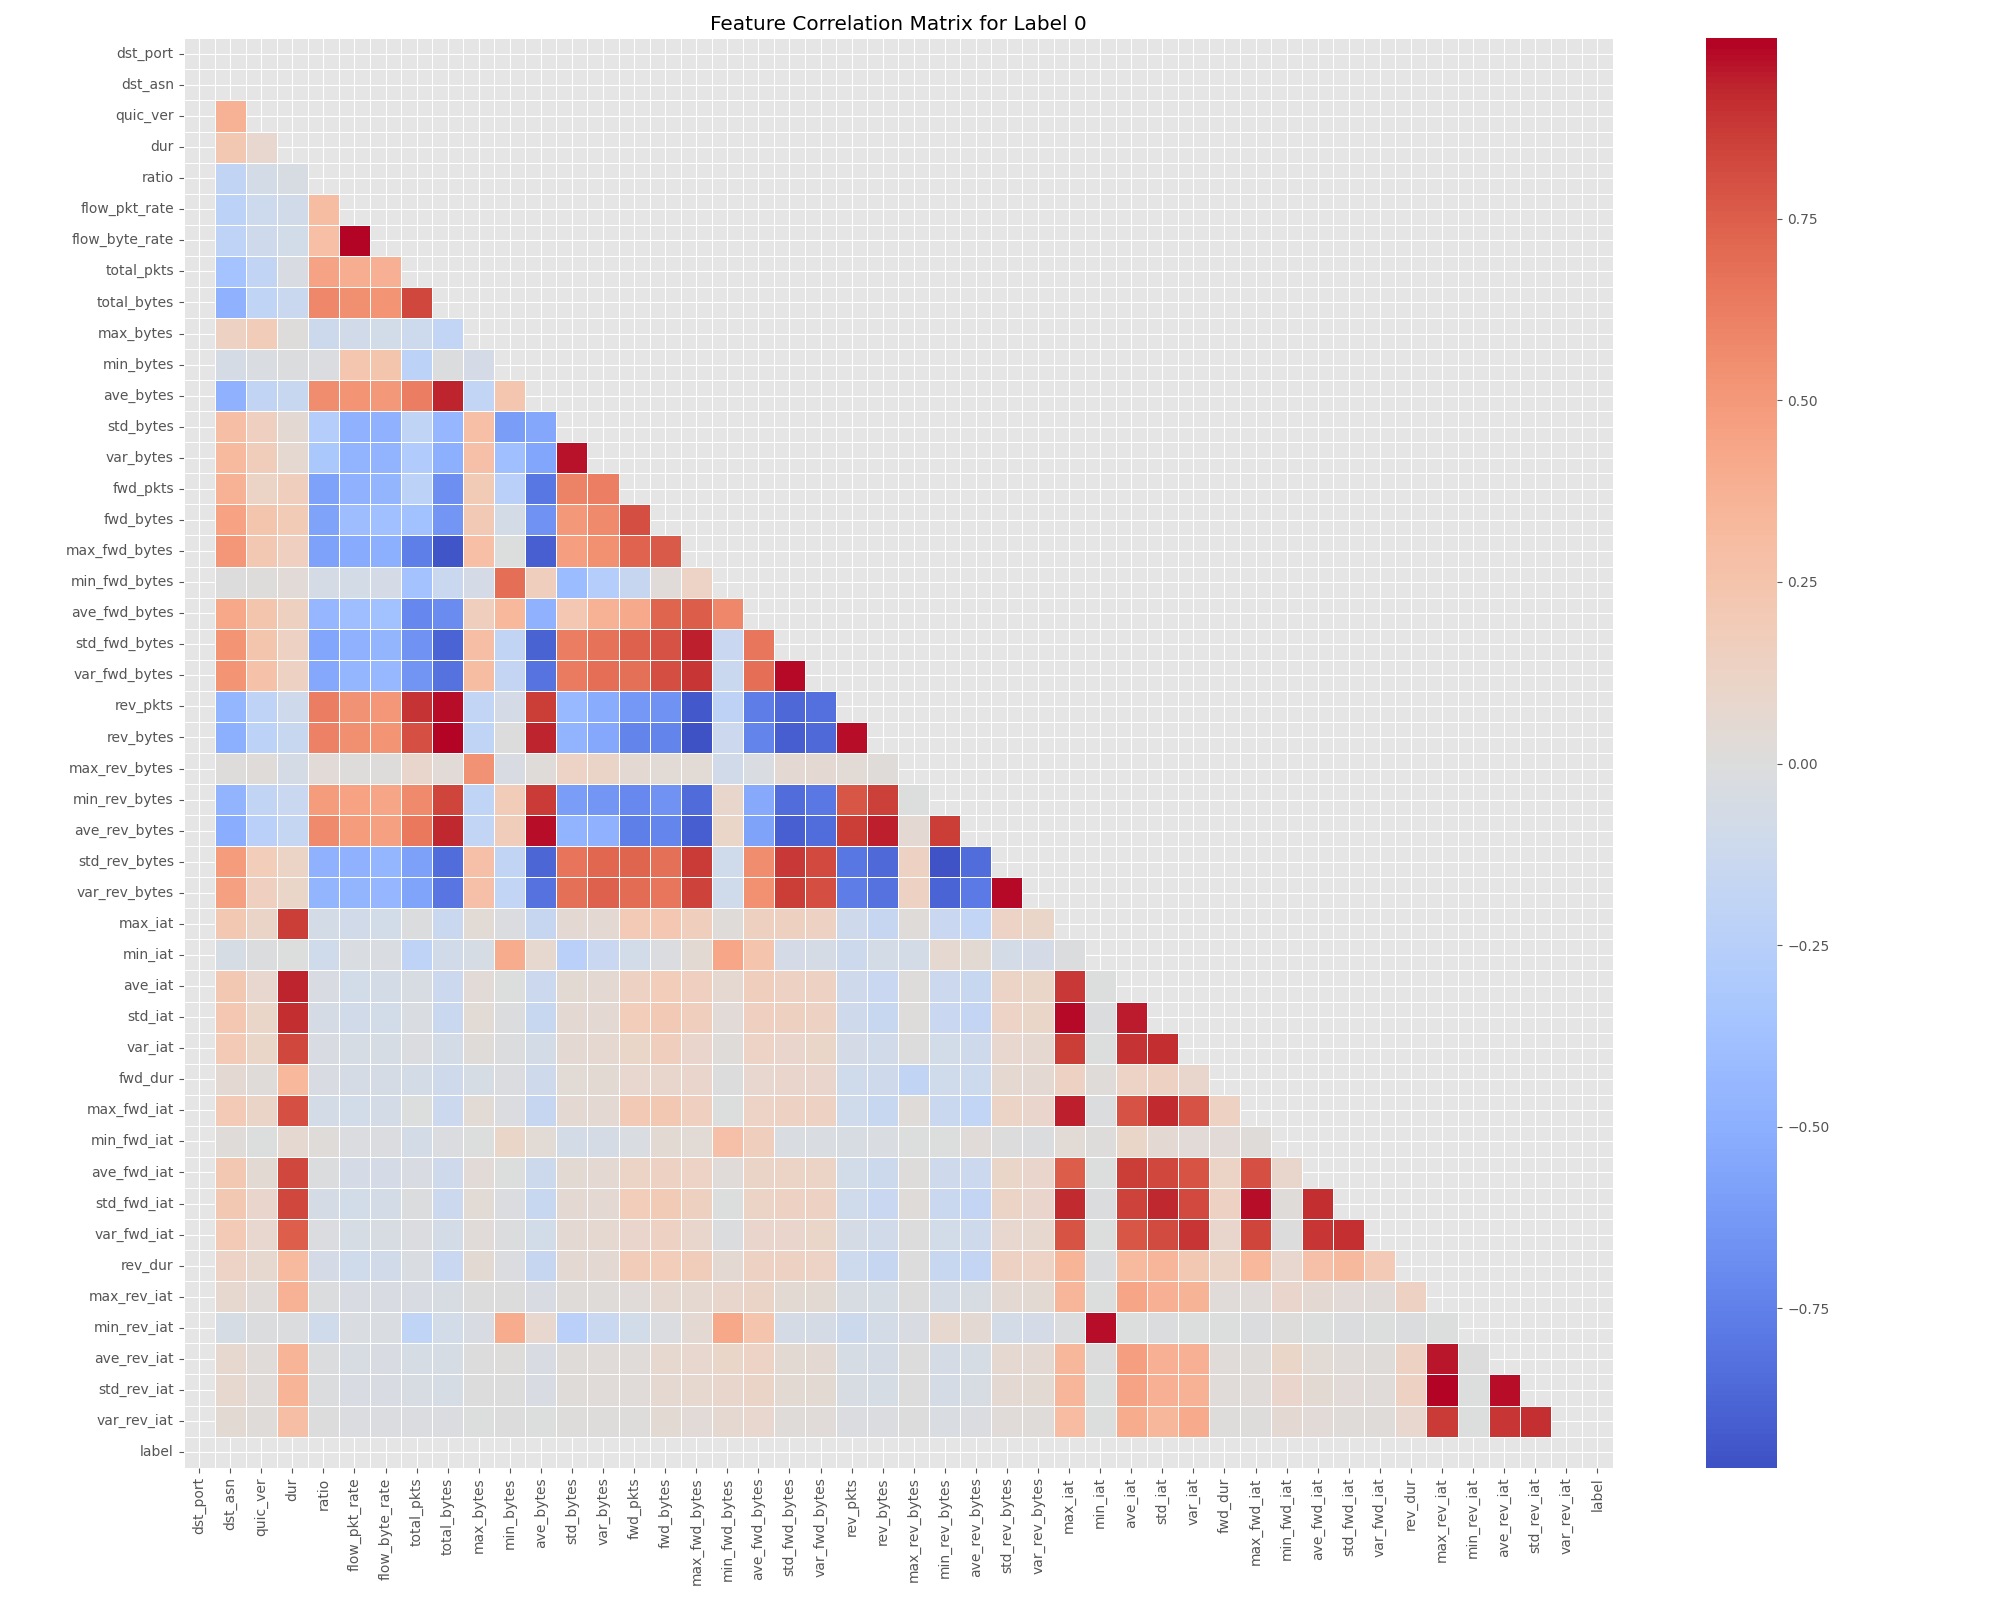 Feature Correlation Matrix for Label 0
dst_port
dst_asn
quic_ver
dur
ratio
flow_pkt_rate
flow_byte_rate
total_pkts
total_bytes
max_bytes
min_bytes
ave_bytes
std_bytes
var_bytes
fwd_pkts
fwd_bytes
max_fwd_bytes
min_fwd_bytes
ave_fwd_bytes
std_fwd_bytes
var_fwd_bytes
rev_pkts
rev_bytes
max_rev_bytes
min_rev_bytes
ave_rev_bytes
std_rev_bytes
var_rev_bytes
max_iat
min_iat
ave_iat
std_iat
var_iat
fwd_dur
max_fwd_iat
min_fwd_iat
ave_fwd_iat
std_fwd_iat
var_fwd_iat
rev_dur
max_rev_iat
min_rev_iat
ave_rev_iat
std_rev_iat
var_rev_iat
label
dst_port
dst_asn
quic_ver
dur
ratio
flow_pkt_rate
flow_byte_rate
total_pkts
total_bytes
max_bytes
min_bytes
ave_bytes
std_bytes
var_bytes
fwd_pkts
fwd_bytes
max_fwd_bytes
min_fwd_bytes
ave_fwd_bytes
std_fwd_bytes
var_fwd_bytes
rev_pkts
rev_bytes
max_rev_bytes
min_rev_bytes
ave_rev_bytes
std_rev_bytes
var_rev_bytes
max_iat
min_iat
ave_iat
std_iat
var_iat
fwd_dur
max_fwd_iat
min_fwd_iat
ave_fwd_iat
std_fwd_iat
var_fwd_iat
rev_dur
max_rev_iat
min_rev_iat
ave_rev_iat
std_rev_iat
var_rev_iat
label
0.75
0.50
0.25
0.00
−0.25
−0.50
−0.75